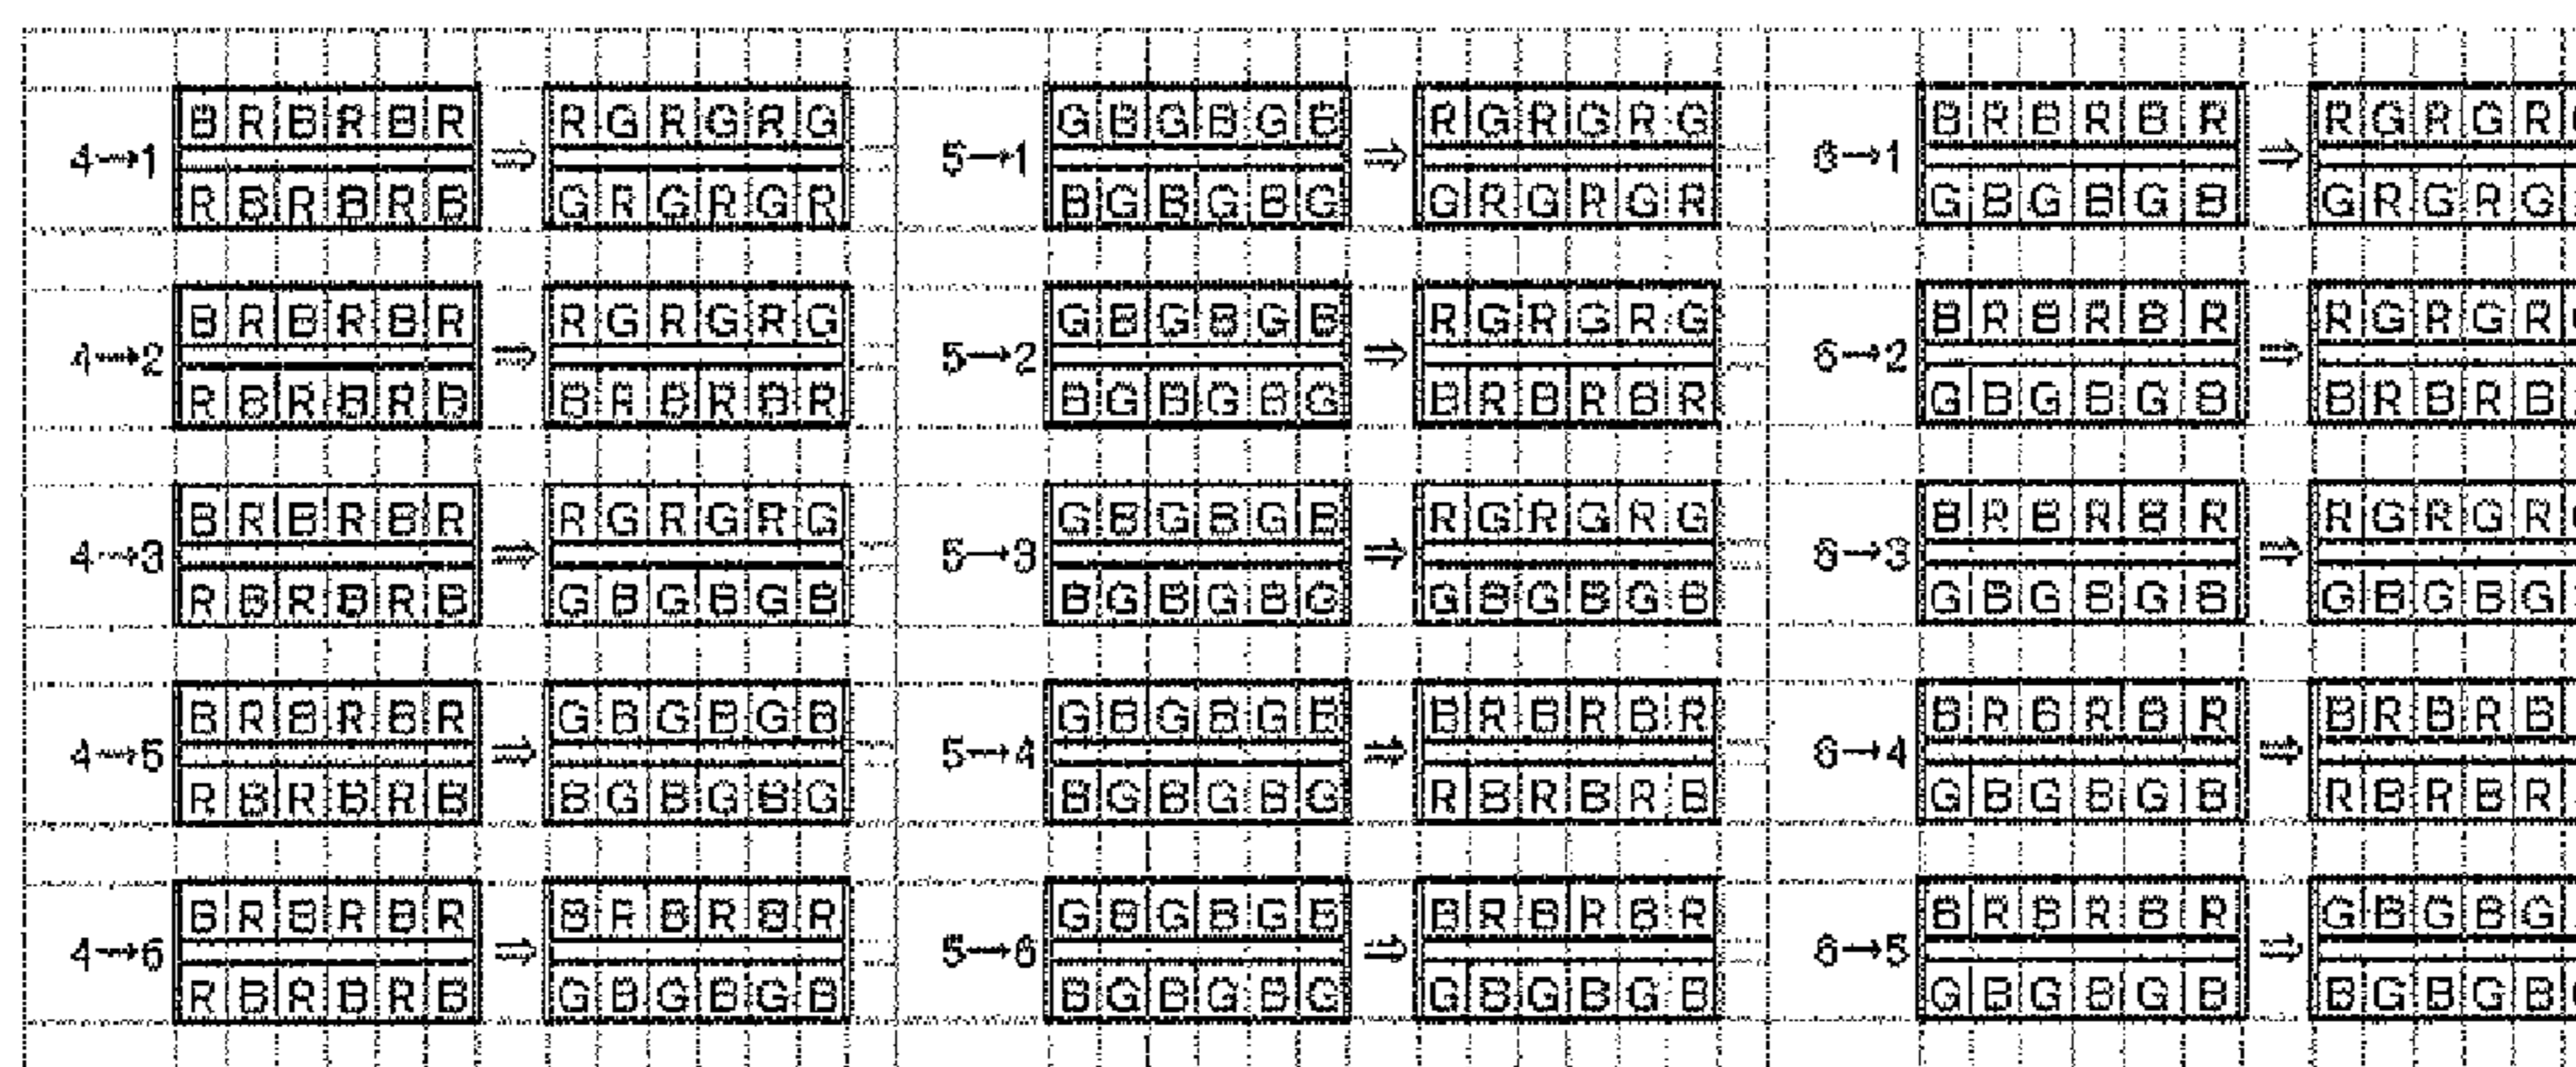 B R B R B R R G R G R G G B G B G B R G R G R G B R B R B R R G R G R
4→1 ⇒ 5→1 ⇒ 6→1 ⇒
R B R B R B G R G R G R B G B G B G G R G R G R G B G B G B G R G R G
B R B R B R R G R G R G G B G B G B R G R G R G B R B R B R R G R G R
4→2 ⇒ 5→2 ⇒ 6→2 ⇒
R B R B R B B R B R B R B G B G B G B R B R B R G B G B G B B R B R B
B R B R B R R G R G R G G B G B G B R G R G R G B R B R B R R G R G R
4→3 ⇒ 5→3 ⇒ 6→3 ⇒
R B R B R B G B G B G B B G B G B G G B G B G B G B G B G B G B G B G
B R B R B R G B G B G B G B G B G B B R B R B R B R B R B R B R B R B
4→5 ⇒ 5→4 ⇒ 6→4 ⇒
R B R B R B B G B G B G B G B G B G R B R B R B G B G B G B R B R B R
B R B R B R B R B R B R G B G B G B B R B R B R B R B R B R G B G B G
4→6 ⇒ 5→6 ⇒ 6→5 ⇒
R B R B R B G B G B G B B G B G B G G B G B G B G B G B G B B G B G B